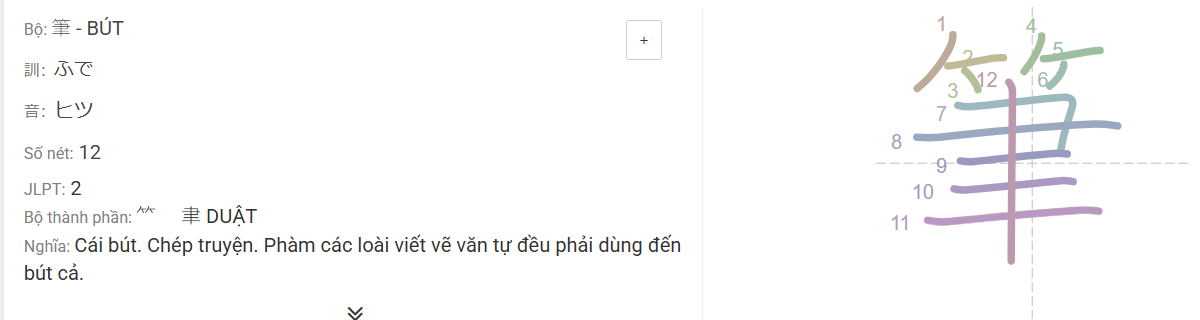 Bộ: 筆 - BÚT
+
訓: ふで
音: ヒツ
Số nét: 12
JLPT: 2
Bộ thành phần: ⺮ 聿 DUẬT
Nghĩa: Cái bút. Chép truyện. Phàm các loài viết vẽ văn tự đều phải dùng đến
bút cả.
1
2
3
4
5
6
7
8
9
10
11
12